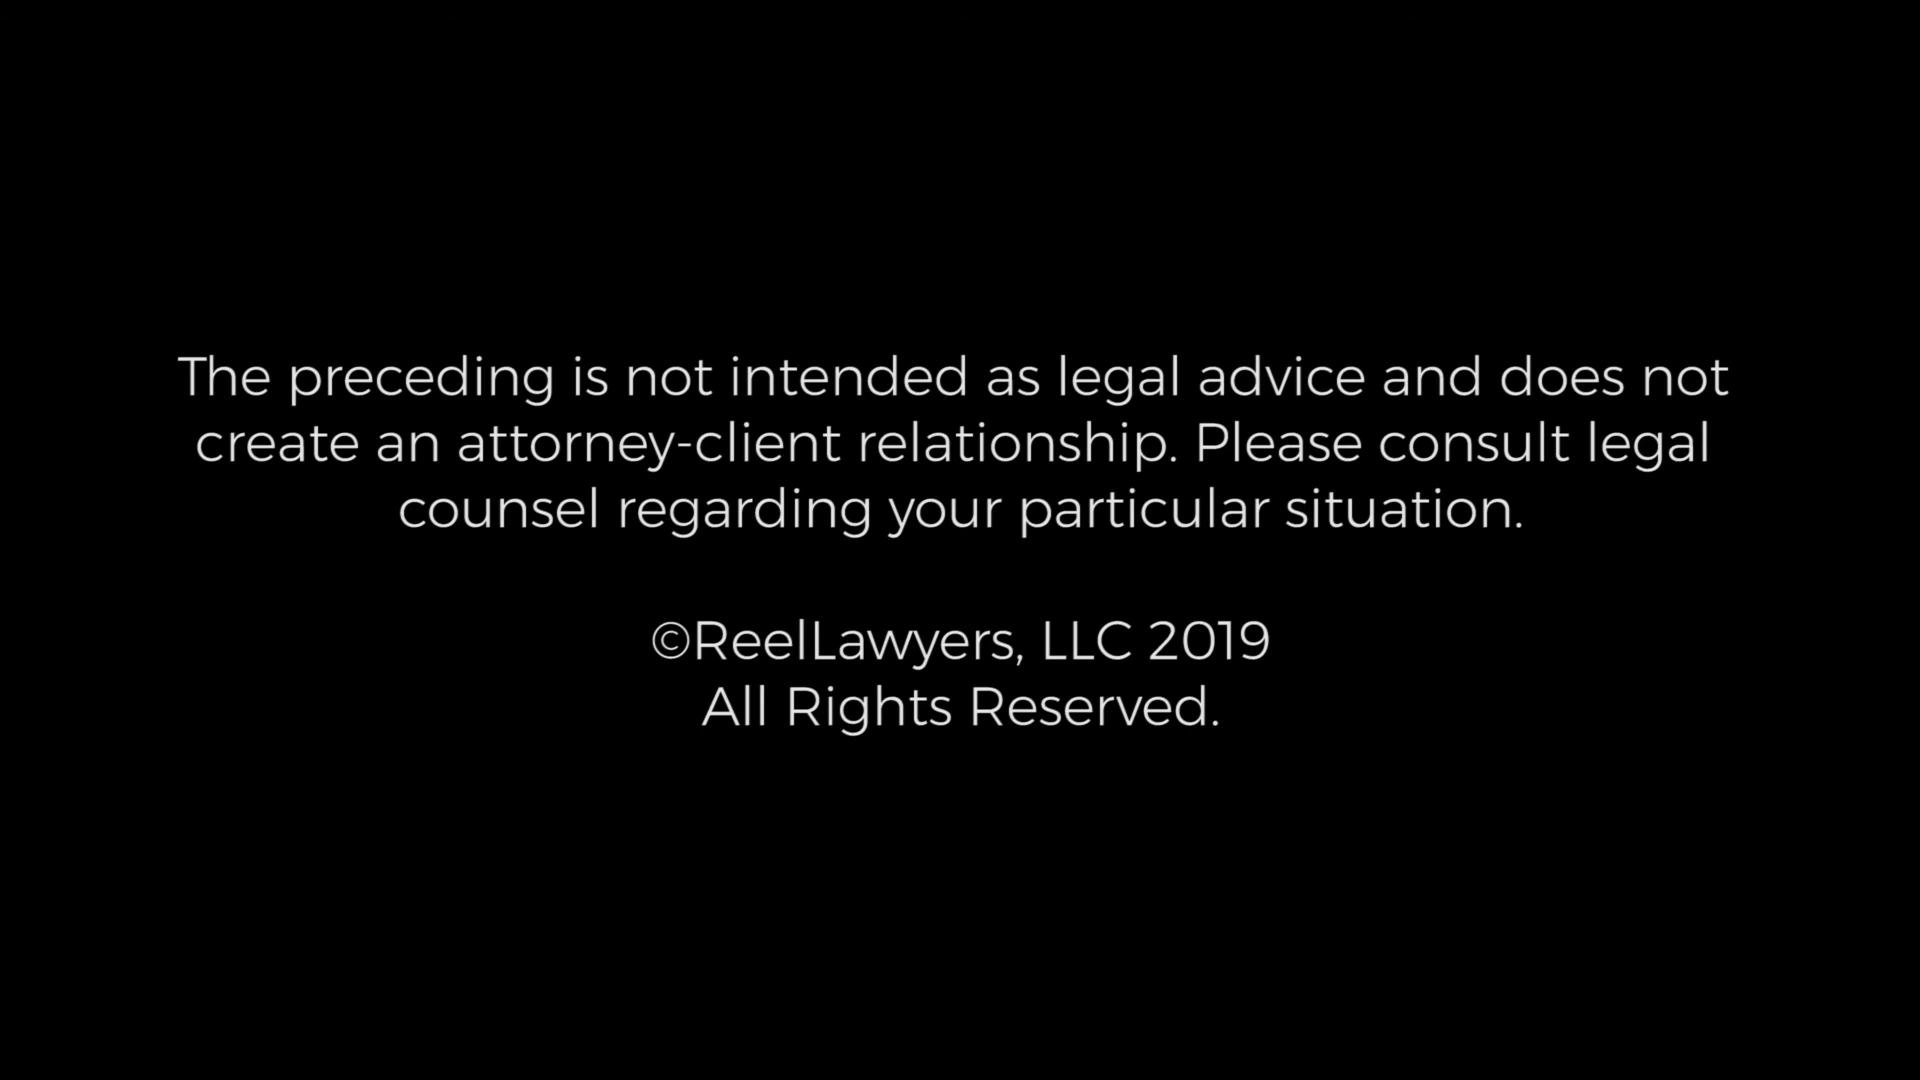 The preceding is not intended as legal advice and does not
create an attorney-client relationship. Please consult legal
counsel regarding your particular situation.
©ReelLawyers, LLC 2019
All Rights Reserved.